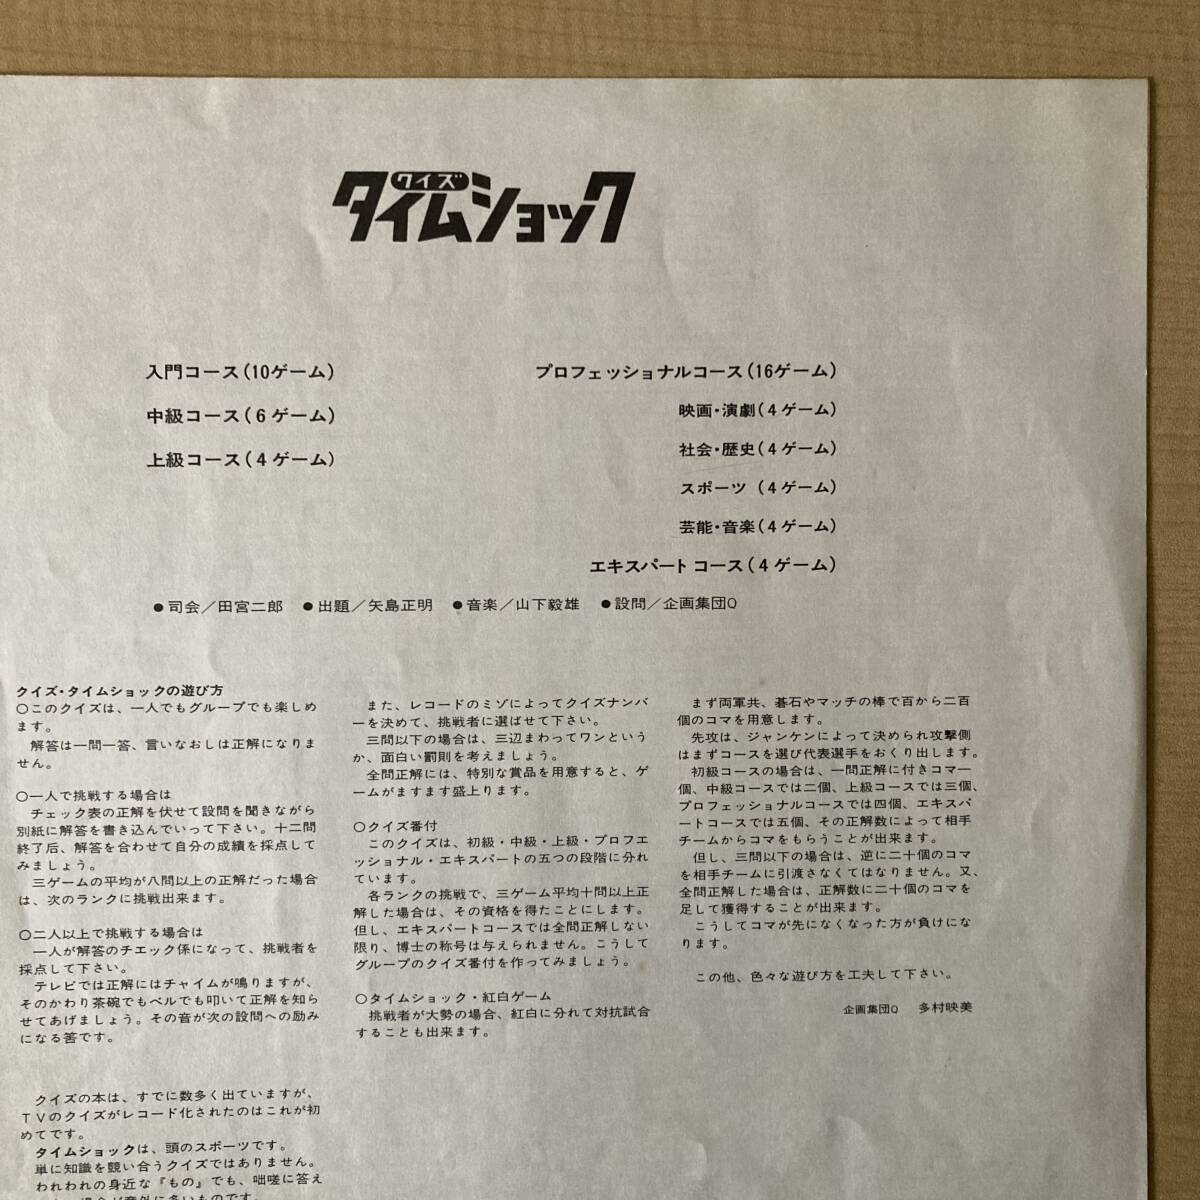 クイズ
タイムショック
入門コース(10ゲーム)
中級コース(6ゲーム)
上級コース(4ゲーム)
プロフェッショナルコース(16ゲーム)
映画・演劇(4ゲーム)
社会・歴史(4ゲーム)
スポーツ(4ゲーム)
芸能・音楽(4ゲーム)
エキスパートコース(4ゲーム)
●司会/田宮二郎 ●出題/矢島正明 ●音楽/山下毅雄 ●設問/企画集団Q
クイズ・タイムショックの遊び方
○このクイズは、一人でもグループでも楽しめ
ます。
解答は一問一答、言いなおしは正解になりま
せん。
○一人で挑戦する場合は
チェック表の正解を伏せて設問を聞きながら
別紙に解答を書き込んでいって下さい。十二問
終了后、解答を合わせて自分の成績を採点して
みましょう。
三ゲームの平均が八問以上の正解だった場合
は、次のランクに挑戦出来ます。
○二人以上で挑戦する場合は
一人が解答のチエック係になって、挑戦者を
採点して下さい。
テレビでは正解にはチャイムが鳴りますが、
そのかわり茶碗でもベルでも叩いて正解を知ら
せてあげましょう。その音が次の設問への励み
になる筈です。
クイズの本は、すでに数多く出ていますが、
TVのクイズがレコード化されたのはこれが初
めてです。
タイムショックは、頭のスポーツです。
単に知識を競い合うクイズではありません。
われわれの身近な『もの』でも、咄嗟に答え
場合が意外に多いものです。
また、レコードのミゾによってクイズナンバ
ーを決めて、挑戦者に選ばせて下さい。
三問以下の場合は、三辺まわってワンという
か、面白い罰則を考えましょう。
全問正解には、特別な賞品を用意すると、ゲ
ームがますます盛上ります。
○クイズ番付
このクイズは、初級・中級・上級・プロフエ
ッショナル・エキスパートの五つの段階に分れ
ています。
各ランクの挑戦で、三ゲーム平均十問以上正
解した場合は、その資格を得たことにします。
但し、エキスパートコースでは全問正解しない
限り、博士の称号は与えられません。こうして
グループのクイズ番付を作ってみましょう。
○タイムショック・紅白ゲーム
挑戦者が大勢の場合、紅白に分れて対抗試合
することも出来ます。
まず両軍共、碁石やマッチの棒で百から二百
個のコマを用意します。
先攻は、ジャンケンによって決められ攻撃側
はまずコースを選び代表選手をおくり出します。
初級コースの場合は、一問正解に付きコマ一
個、中級コースでは二個、上級コースでは三個、
プロフェッショナルコースでは四個、エキスパ
ートコースでは五個、その正解数によって相手
チームからコマをもらうことが出来ます。
但し、三問以下の場合は、逆に二十個のコマ
を相手チームに引渡さなくてはなりません。又、
全問正解した場合は、正解数に二十個のコマを
足して獲得することが出来ます。
こうしてコマが先になくなった方が負けにな
ります。
この他、色々な遊び方を工夫して下さい。
企画集団Q 多村映美